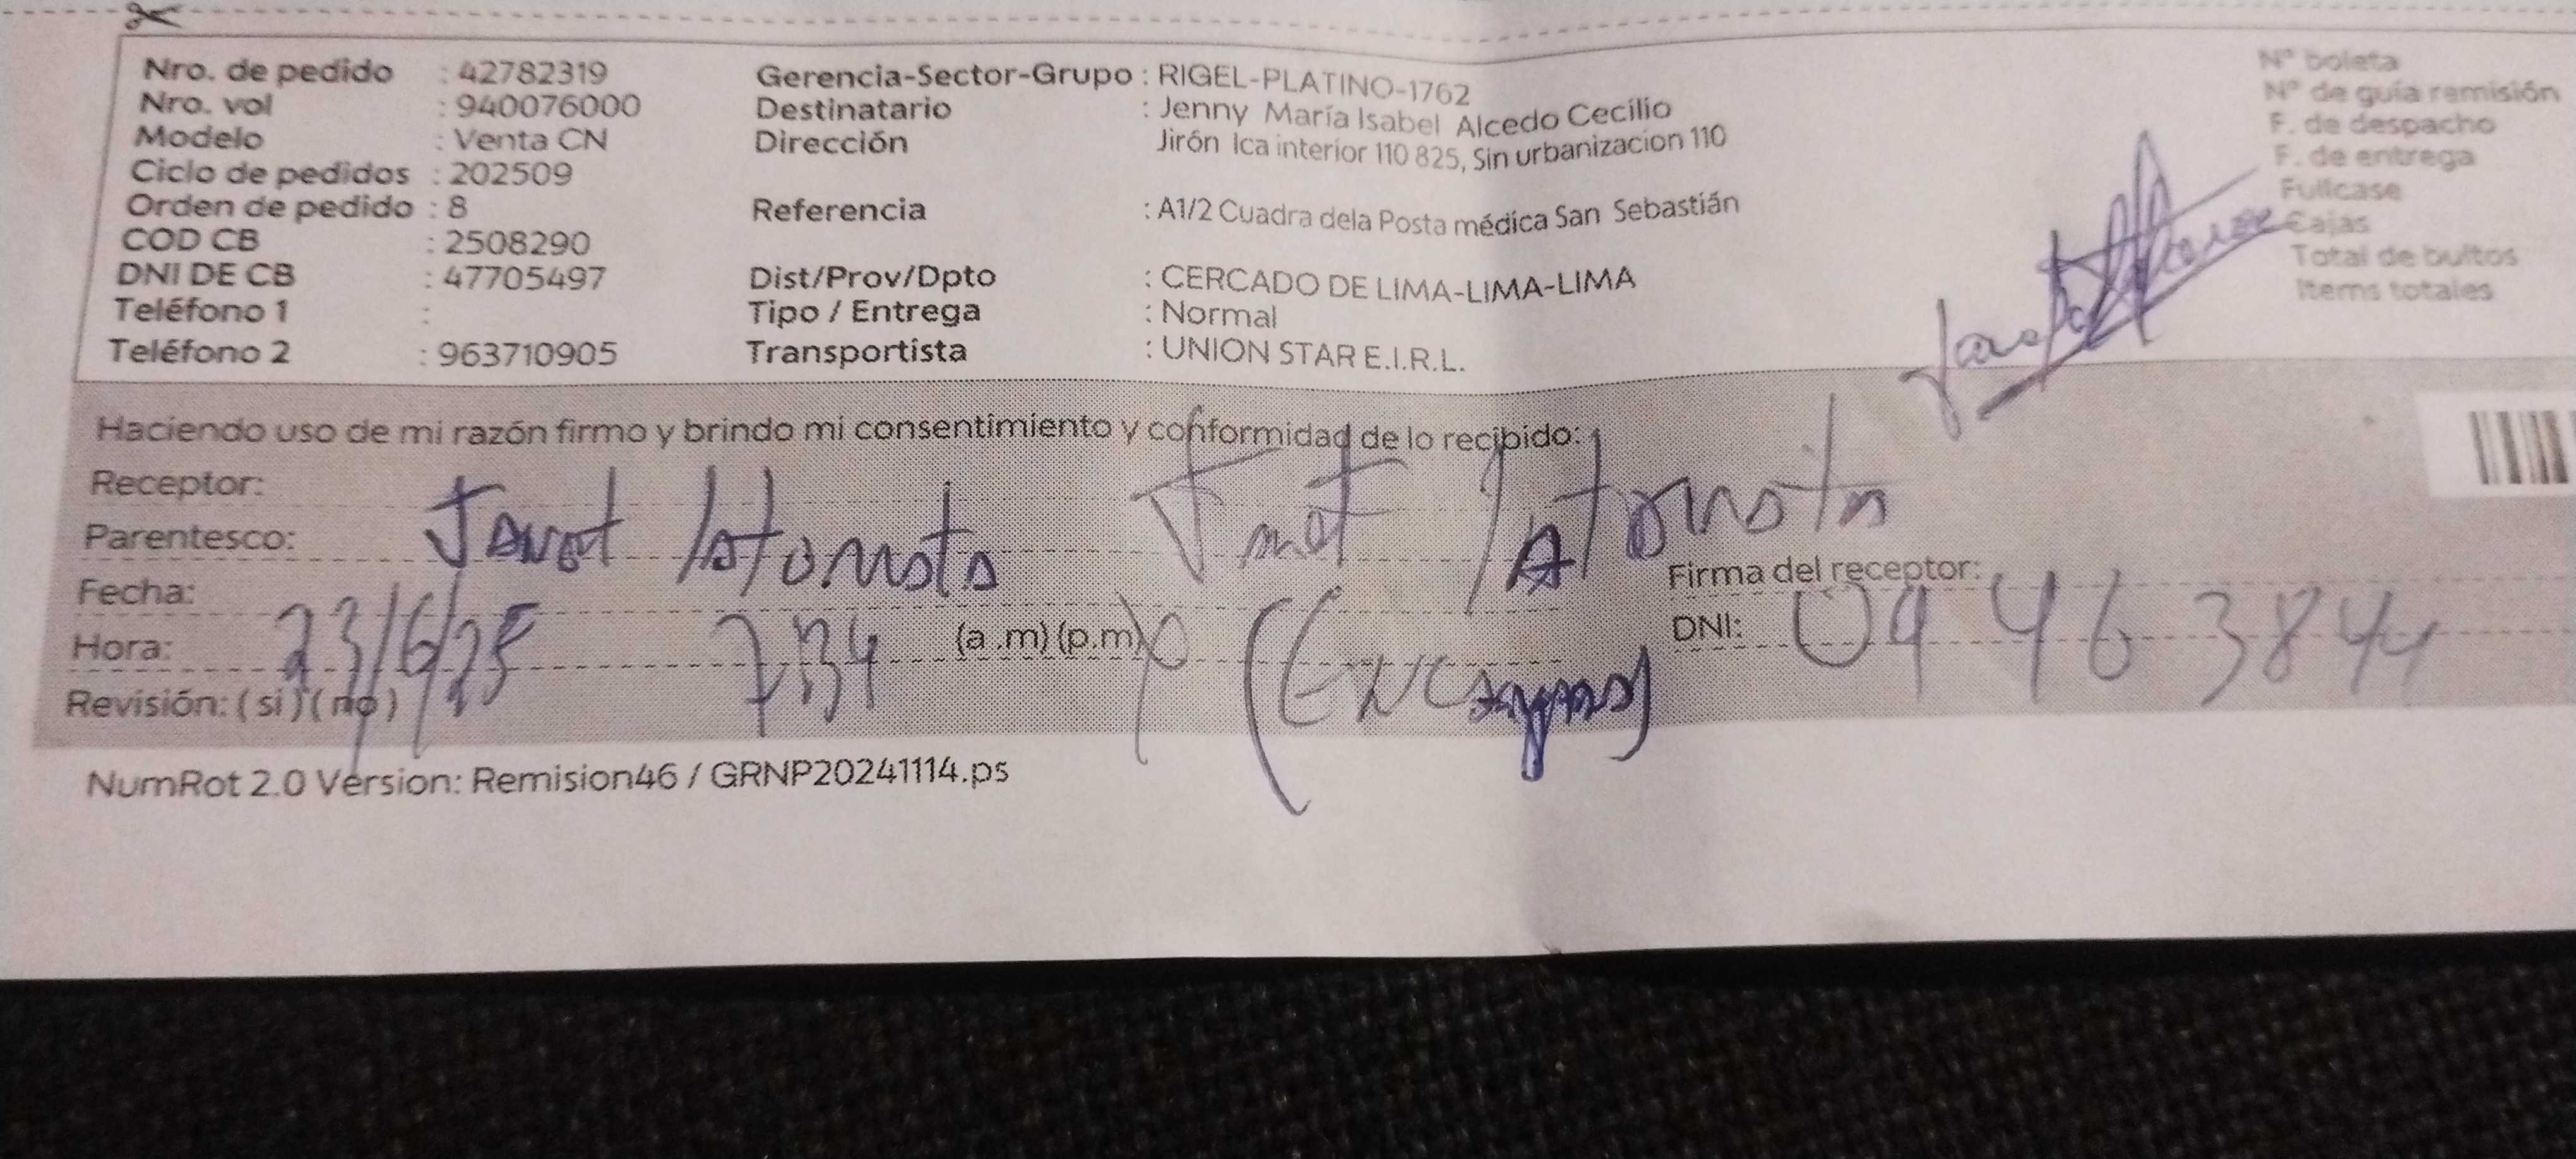 Nro. de pedido : 42782319
Nro. vol : 940076000
Modelo : Venta CN
Ciclo de pedidos : 202509
Orden de pedido : 8
COD CB : 2508290
DNI DE CB : 47705497
Teléfono 1 :
Teléfono 2 : 963710905
Gerencia-Sector-Grupo : RIGEL-PLATINO-1762
Destinatario : Jenny María Isabel Alcedo Cecilio
Dirección Jirón Ica interior 110 825, Sin urbanizacion 110
Referencia : A1/2 Cuadra dela Posta médica San Sebastián
Dist/Prov/Dpto : CERCADO DE LIMA-LIMA-LIMA
Tipo / Entrega : Normal
Transportista : UNION STAR E.I.R.L.
N° boleta
N° de guía remisión
F. de despacho
F. de entrega
Fullcase
Cajas
Total de bultos
Items totales
Haciendo uso de mi razón firmo y brindo mi consentimiento y conformidad de lo recibido:
Receptor:
Parentesco:
Fecha: 23/6/25
Hora: 7:34 (a .m) (p.m)
Revisión: ( si ) ( no )
Firma del receptor:
DNI: 04463844
NumRot 2.0 Version: Remision46 / GRNP20241114.ps